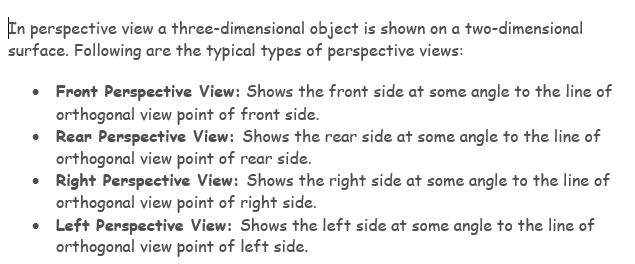 In perspective view a three-dimensional object is shown on a two-dimensional
surface. Following are the typical types of perspective views:
• Front Perspective View: Shows the front side at some angle to the line of
orthogonal view point of front side.
• Rear Perspective View: Shows the rear side at some angle to the line of
orthogonal view point of rear side.
• Right Perspective View: Shows the right side at some angle to the line of
orthogonal view point of right side.
• Left Perspective View: Shows the left side at some angle to the line of
orthogonal view point of left side.